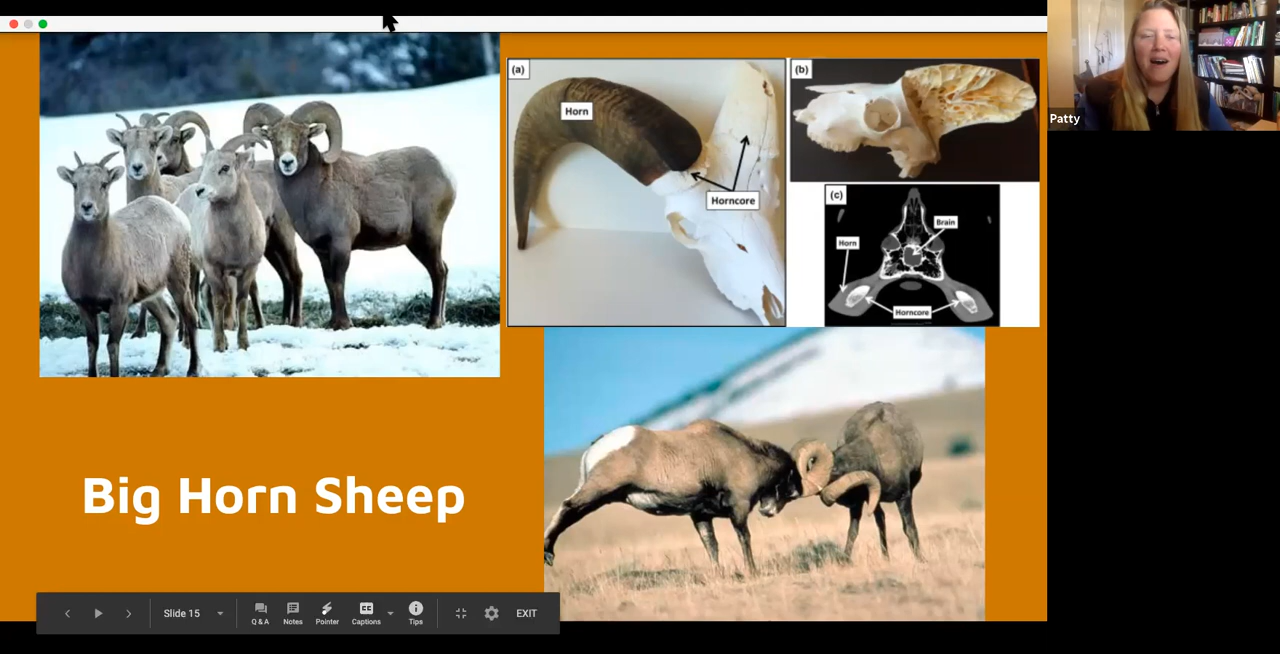 (a)
Horn
Horncore
(b)
(c)
Brain
Horn
Horncore
Patty
Big Horn Sheep
Slide 15
Q & A
Notes
Pointer
Captions
Tips
EXIT